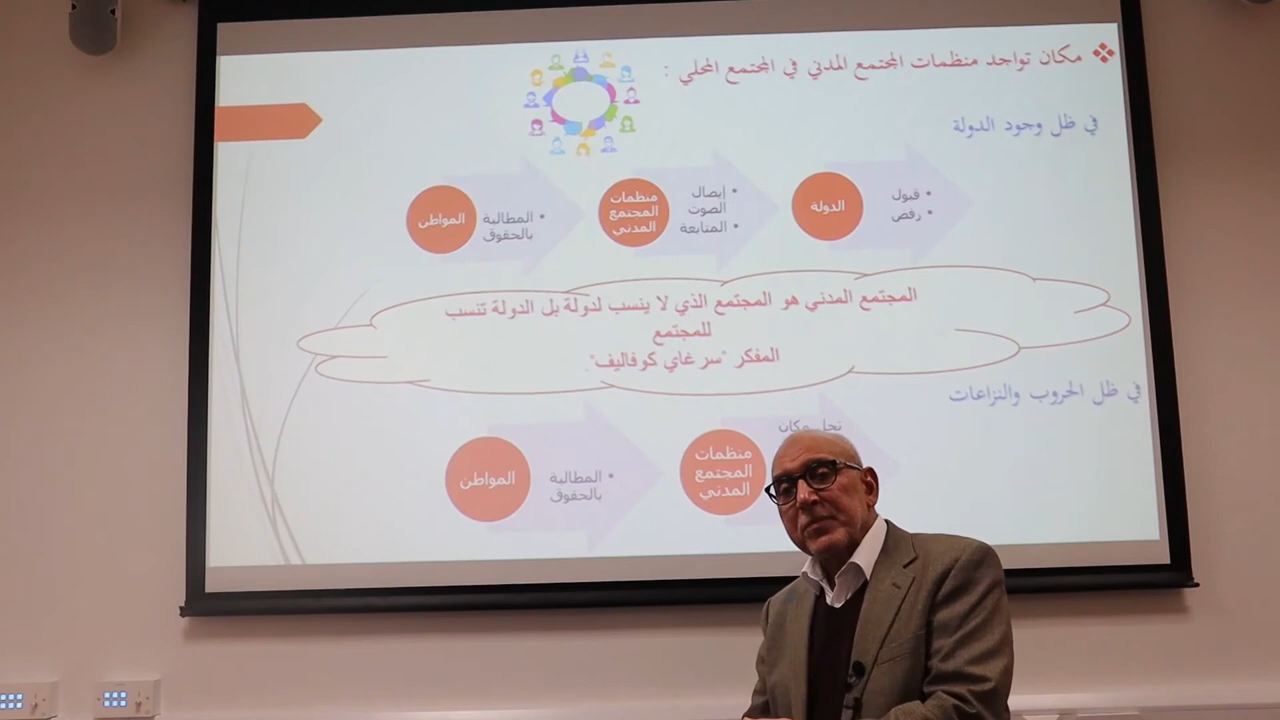 مكان تواجد منظمات المجتمع المدني في المجتمع المحلي :
في ظل وجود الدولة
المواطن
• المطالبة
بالحقوق
منظمات
المجتمع
المدني
• إيصال
الصوت
• المتابعة
الدولة
• قبول
• رفض
المجتمع المدني هو المجتمع الذي لا ينسب لدولة بل الدولة تنسب
للمجتمع
المفكر "سرغاي كوفاليف".
في ظل الحروب والنزاعات
المواطن
• المطالبة
بالحقوق
منظمات
المجتمع
المدني
تحل مكان